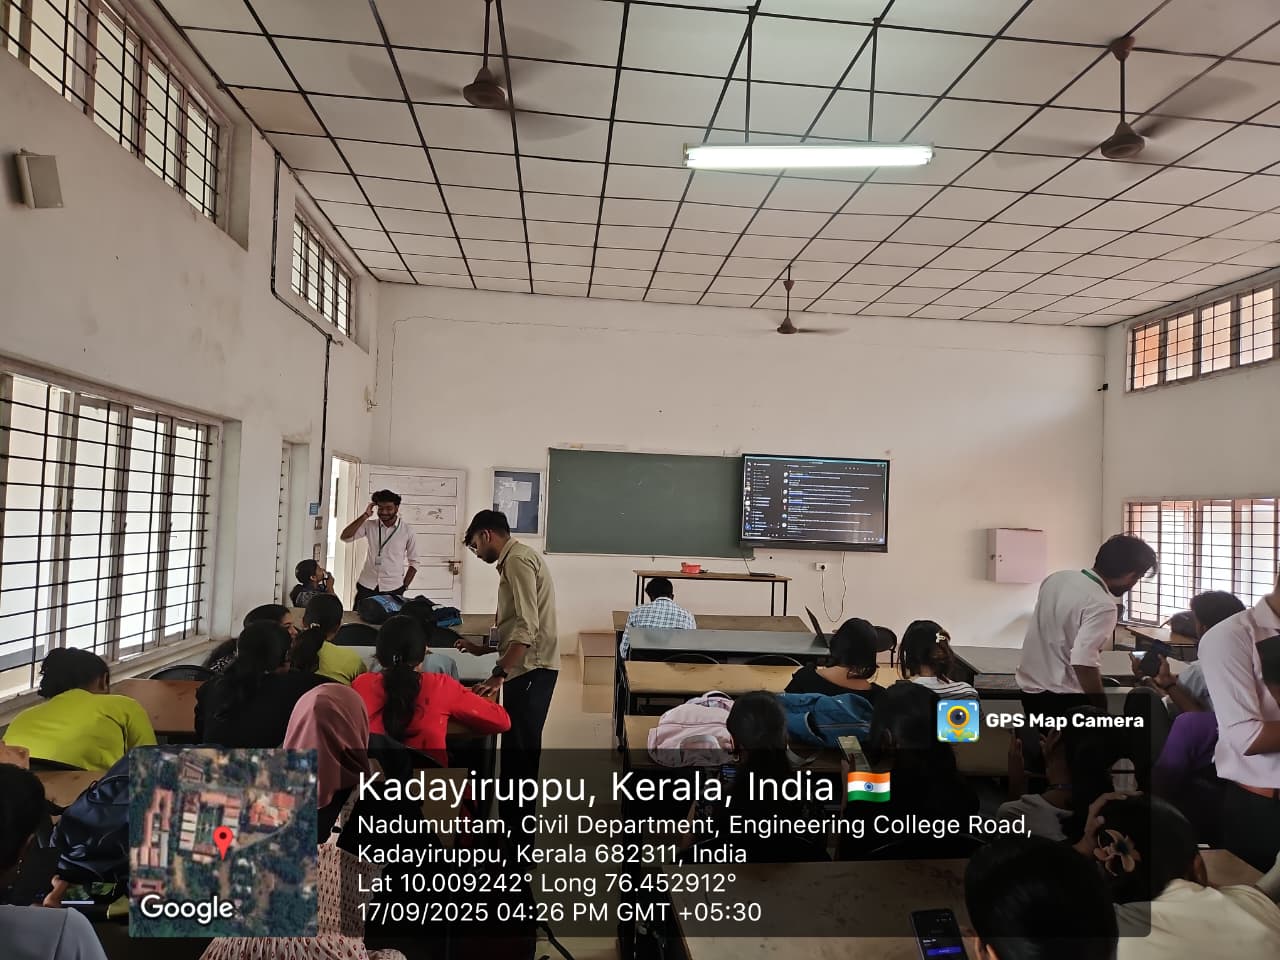 GPS Map Camera
Kadayiruppu, Kerala, India 🇮🇳
Nadumuttam, Civil Department, Engineering College Road,
Kadayiruppu, Kerala 682311, India
Lat 10.009242° Long 76.452912°
17/09/2025 04:26 PM GMT +05:30
Google